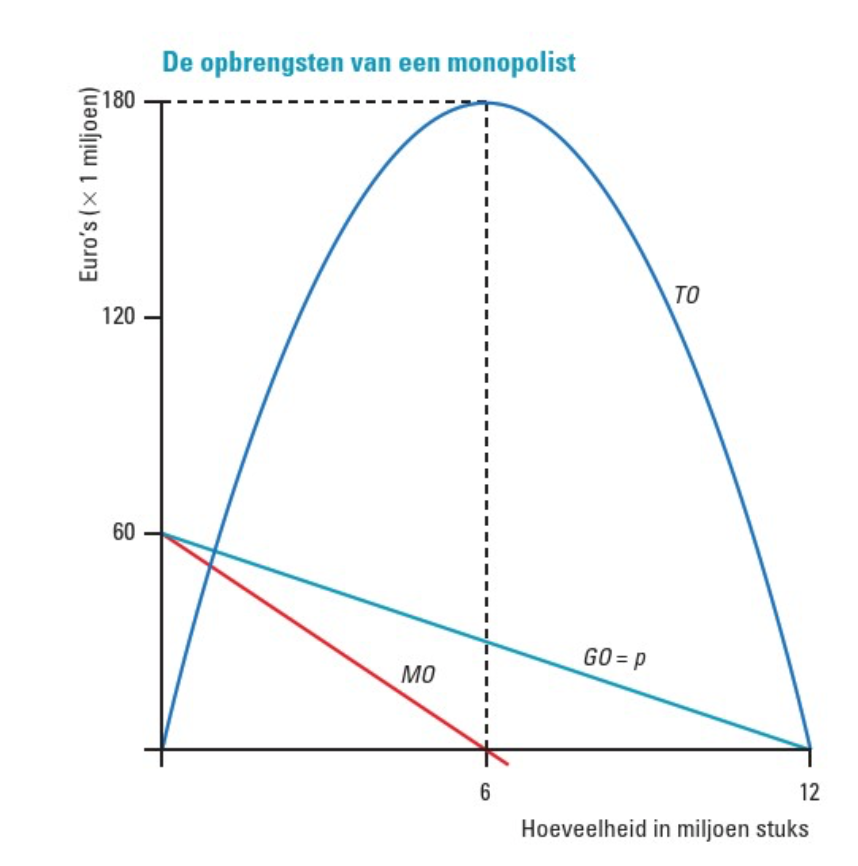 De opbrengsten van een monopolist
Euro's (× 1 miljoen)
180
120
60
TO
GO = p
MO
6
12
Hoeveelheid in miljoen stuks